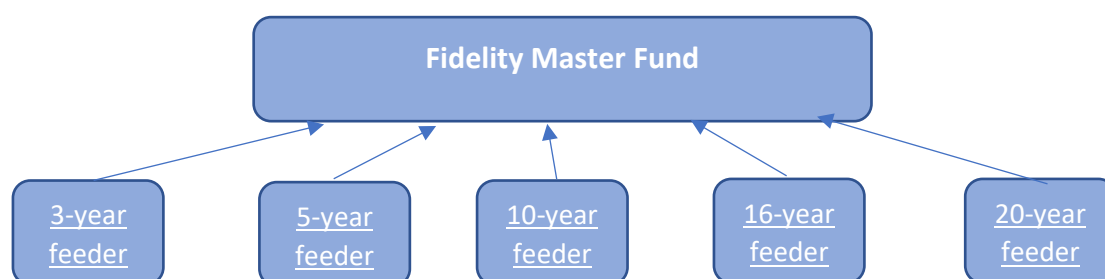 Fidelity Master Fund
3-year
feeder
5-year
feeder
10-year
feeder
16-year
feeder
20-year
feeder